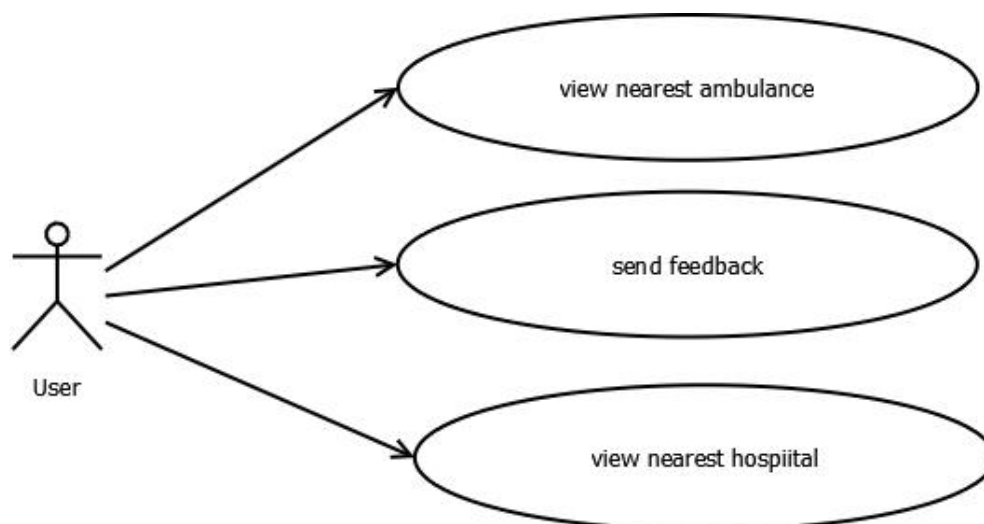 view nearest ambulance
send feedback
User
view nearest hospiital